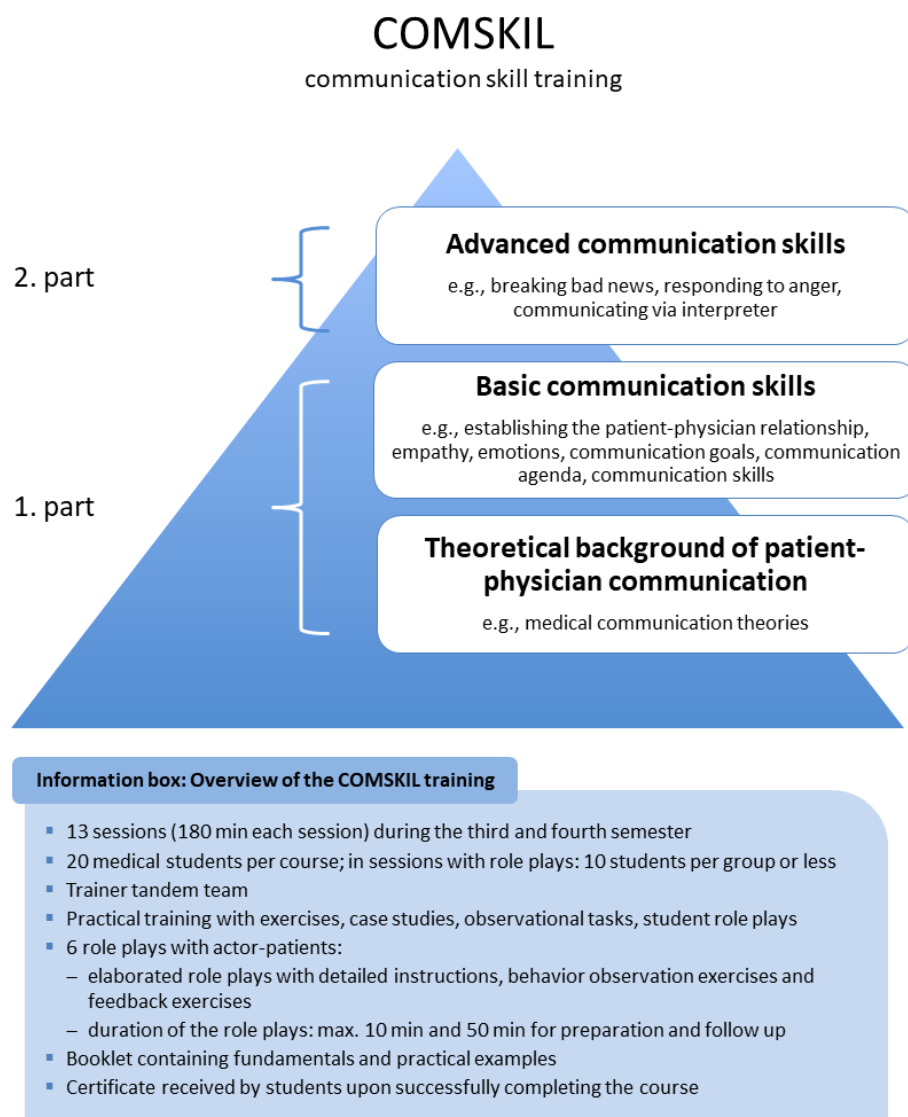 COMSKIL
communication skill training
2. part
Advanced communication skills
e.g., breaking bad news, responding to anger,
communicating via interpreter
1. part
Basic communication skills
e.g., establishing the patient-physician relationship,
empathy, emotions, communication goals, communication
agenda, communication skills
Theoretical background of patient-
physician communication
e.g., medical communication theories
Information box: Overview of the COMSKIL training
▪ 13 sessions (180 min each session) during the third and fourth semester
▪ 20 medical students per course; in sessions with role plays: 10 students per group or less
▪ Trainer tandem team
▪ Practical training with exercises, case studies, observational tasks, student role plays
▪ 6 role plays with actor-patients:
– elaborated role plays with detailed instructions, behavior observation exercises and
feedback exercises
– duration of the role plays: max. 10 min and 50 min for preparation and follow up
▪ Booklet containing fundamentals and practical examples
▪ Certificate received by students upon successfully completing the course